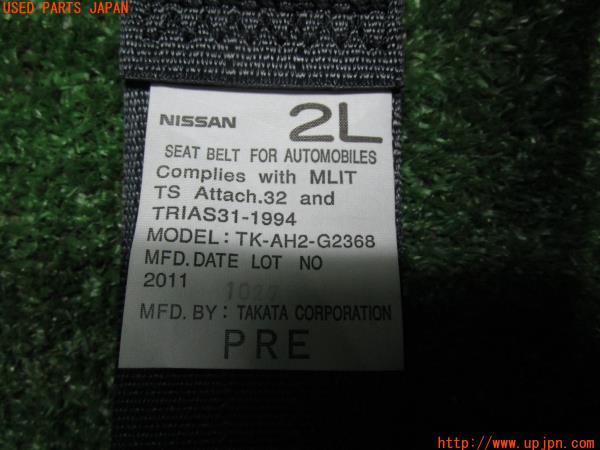 USED PARTS JAPAN
NISSAN 2L
SEAT BELT FOR AUTOMOBILES
Complies with MLIT
TS Attach.32 and
TRIAS31-1994
MODEL: TK-AH2-G2368
MFD.DATE LOT NO
2011
MFD.BY: TAKATA CORPORATION
PRE
http://www.upjpn.com/